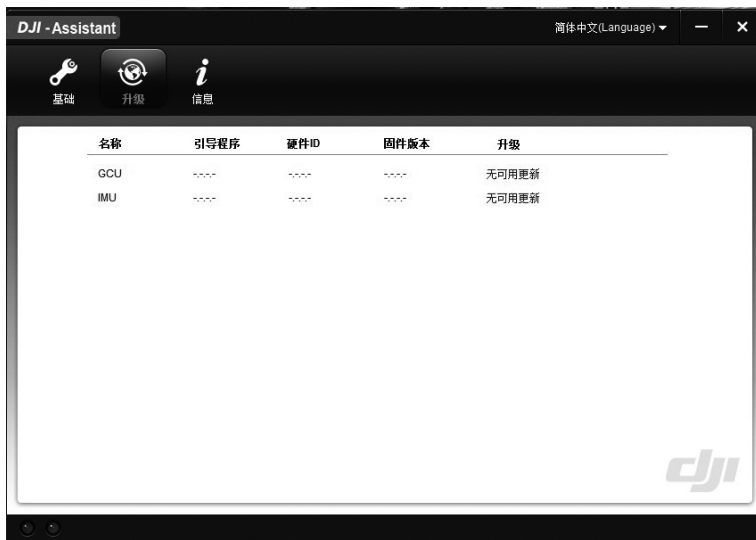 DJI - Assistant
简体中文(Language)
基础 升级 信息
名称 引导程序 硬件ID 固件版本 升级
GCU -.-.-.- -.-.-.- -.-.-.- 无可用更新
IMU -.-.-.- -.-.-.- -.-.-.- 无可用更新
dji